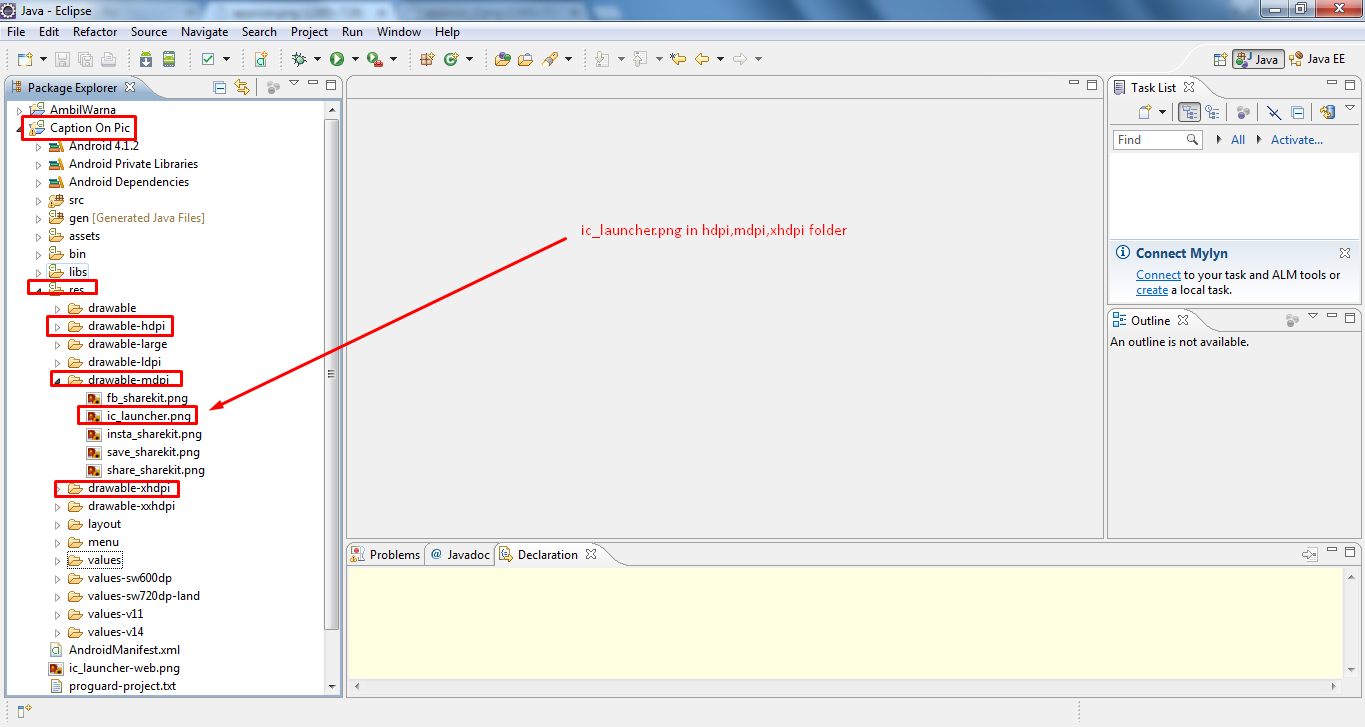 Java - Eclipse
File Edit Refactor Source Navigate Search Project Run Window Help
Java
Java EE
Package Explorer
AmbilWarna
Caption On Pic
Android 4.1.2
Android Private Libraries
Android Dependencies
src
gen [Generated Java Files]
assets
bin
libs
res
drawable
drawable-hdpi
drawable-large
drawable-ldpi
drawable-mdpi
fb_sharekit.png
ic_launcher.png
insta_sharekit.png
save_sharekit.png
share_sharekit.png
drawable-xhdpi
drawable-xxhdpi
layout
menu
values
values-sw600dp
values-sw720dp-land
values-v11
values-v14
AndroidManifest.xml
ic_launcher-web.png
proguard-project.txt
ic_launcher.png in hdpi,mdpi,xhdpi folder
Problems @ Javadoc Declaration
Task List
Find All Activate...
Connect Mylyn
Connect to your task and ALM tools or
create a local task.
Outline
An outline is not available.